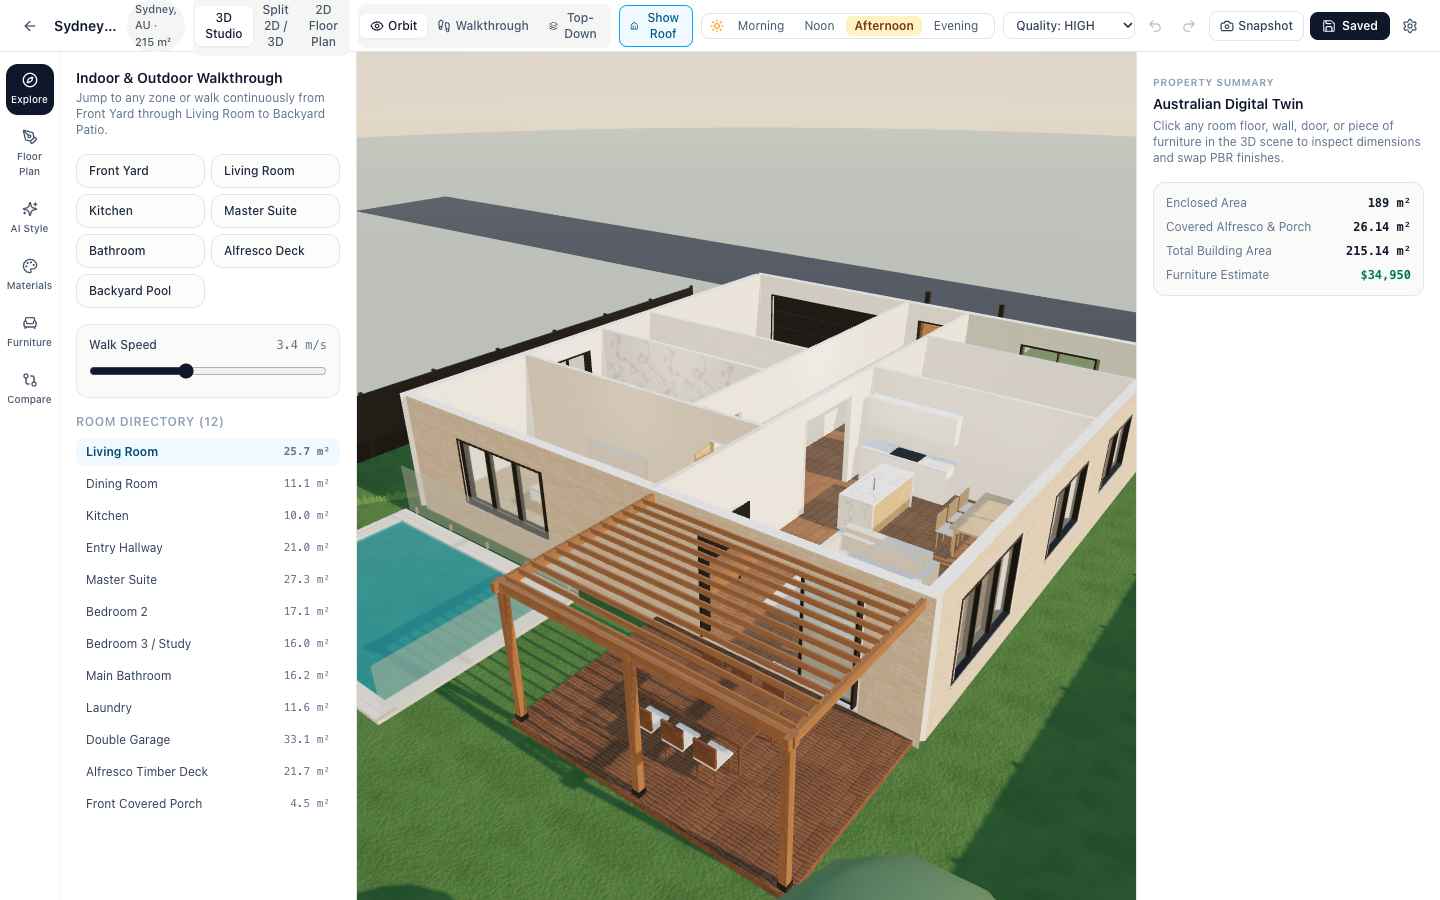 Sydney...
Sydney,
AU ·
215 m²
3D
Studio
Split
2D /
3D
2D
Floor
Plan
Orbit
Walkthrough
Top-
Down
Show
Roof
Morning
Noon
Afternoon
Evening
Quality: HIGH
Snapshot
Saved
Explore
Floor
Plan
AI Style
Materials
Furniture
Compare
Indoor & Outdoor Walkthrough
Jump to any zone or walk continuously from
Front Yard through Living Room to Backyard
Patio.
Front Yard
Living Room
Kitchen
Master Suite
Bathroom
Alfresco Deck
Backyard Pool
Walk Speed 3.4 m/s
ROOM DIRECTORY (12)
Living Room 25.7 m²
Dining Room 11.1 m²
Kitchen 10.0 m²
Entry Hallway 21.0 m²
Master Suite 27.3 m²
Bedroom 2 17.1 m²
Bedroom 3 / Study 16.0 m²
Main Bathroom 16.2 m²
Laundry 11.6 m²
Double Garage 33.1 m²
Alfresco Timber Deck 21.7 m²
Front Covered Porch 4.5 m²
PROPERTY SUMMARY
Australian Digital Twin
Click any room floor, wall, door, or piece of
furniture in the 3D scene to inspect dimensions
and swap PBR finishes.
Enclosed Area 189 m²
Covered Alfresco & Porch 26.14 m²
Total Building Area 215.14 m²
Furniture Estimate $34,950